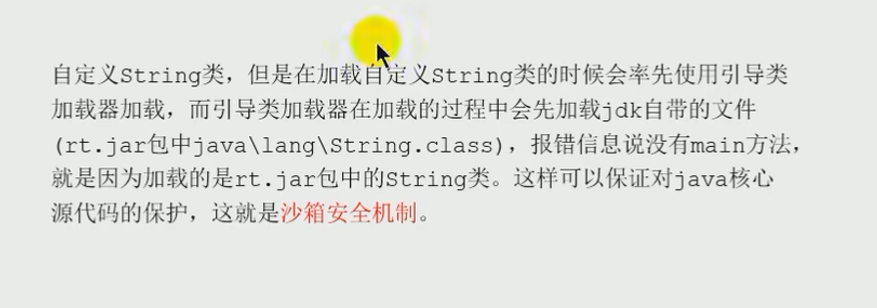 自定义String类，但是在加载自定义String类的时候会率先使用引导类
加载器加载，而引导类加载器在加载的过程中会先加载jdk自带的文件
(rt.jar包中java\lang\String.class)，报错信息说没有main方法，
就是因为加载的是rt.jar包中的String类。这样可以保证对java核心
源代码的保护，这就是沙箱安全机制。